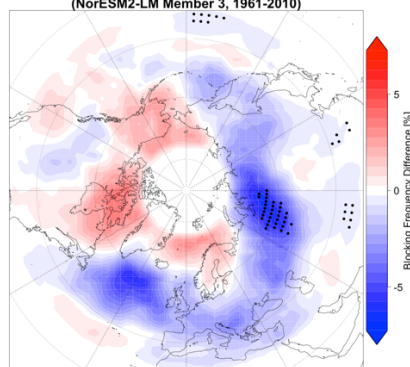 (NorESM2-LM Member 3, 1961-2010)
5
0
-5
Blocking Frequency Difference [%]